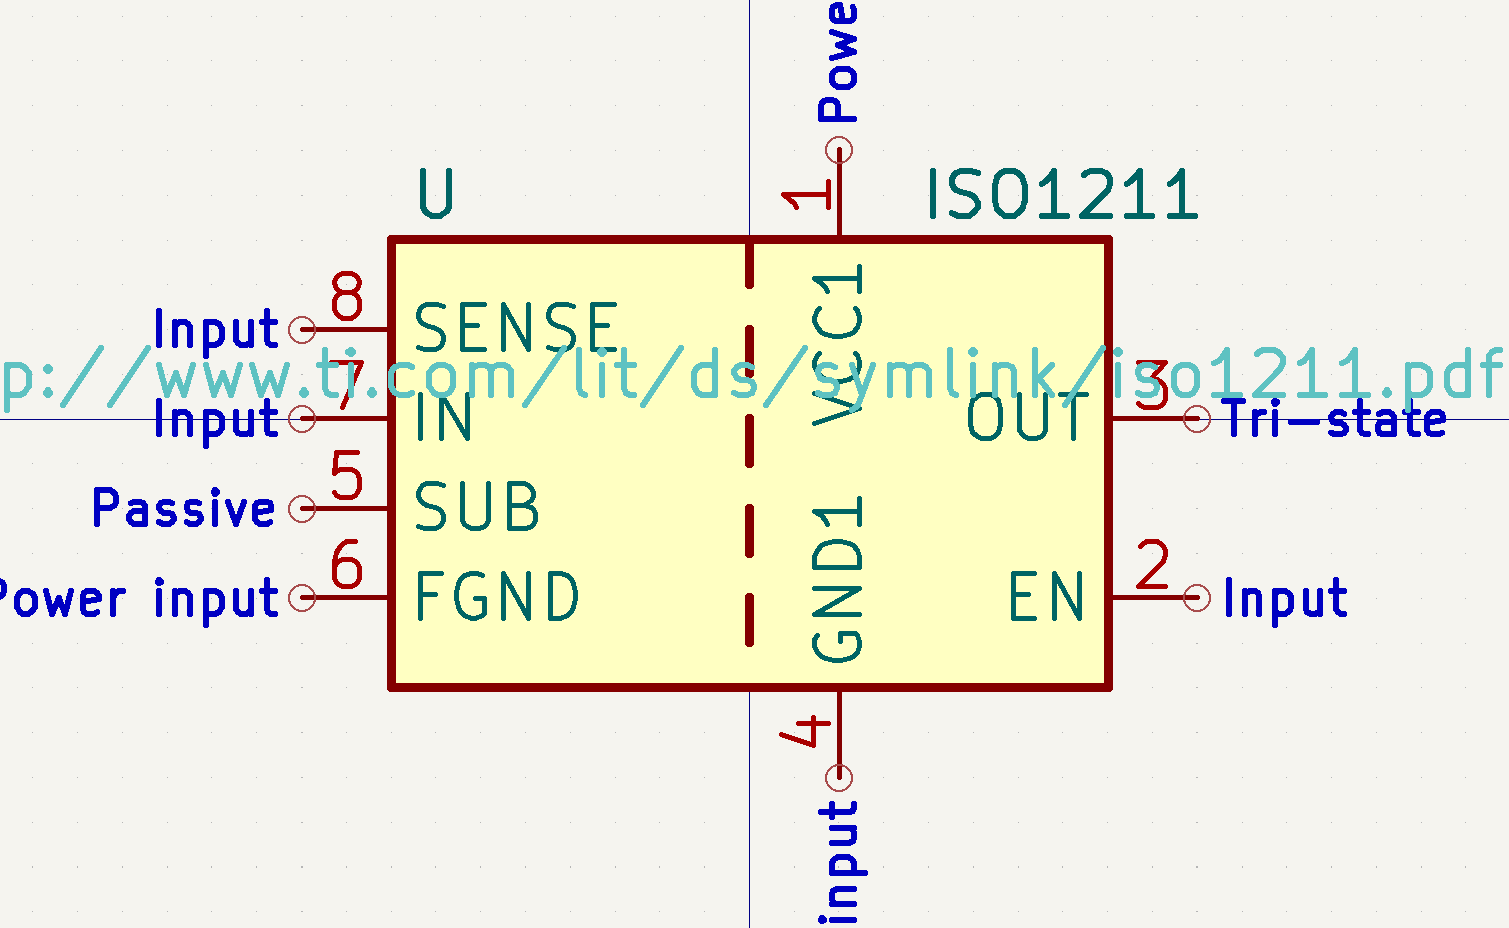 Powe
U
ISO1211
1
8
Input
SENSE
VCC1
p://www.ti.com/lit/ds/symlink/iso1211.pdf
7
Input
IN
3
OUT
Tri-state
5
Passive
SUB
GND1
6
Power input
FGND
2
EN
Input
4
input